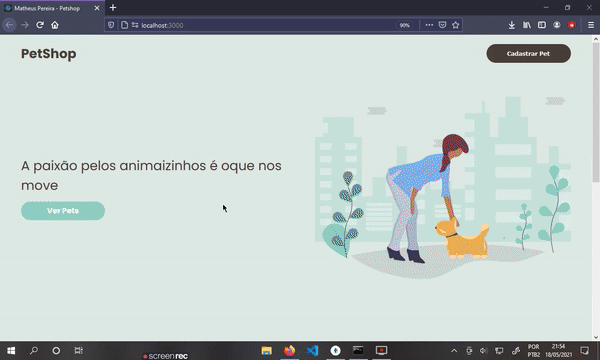 Matheus Pereira - Petshop
localhost:3000
90%
PetShop
Cadastrar Pet
A paixão pelos animaizinhos é oque nos
move
Ver Pets
screenrec
POR
PTB2
21:54
18/05/2021